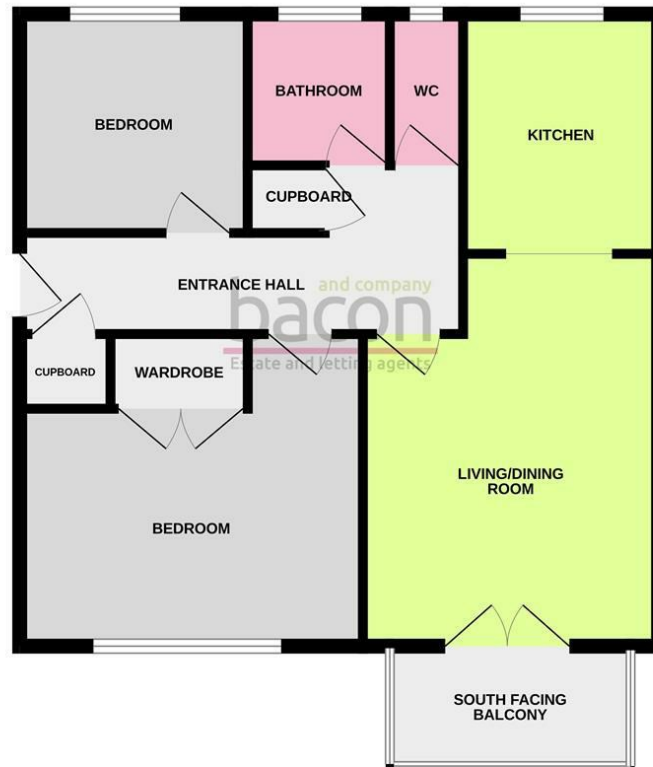 BEDROOM
BATHROOM
WC
KITCHEN
CUPBOARD
ENTRANCE HALL
and company
bacon
Estate and letting agents
CUPBOARD
WARDROBE
BEDROOM
LIVING/DINING
ROOM
SOUTH FACING
BALCONY